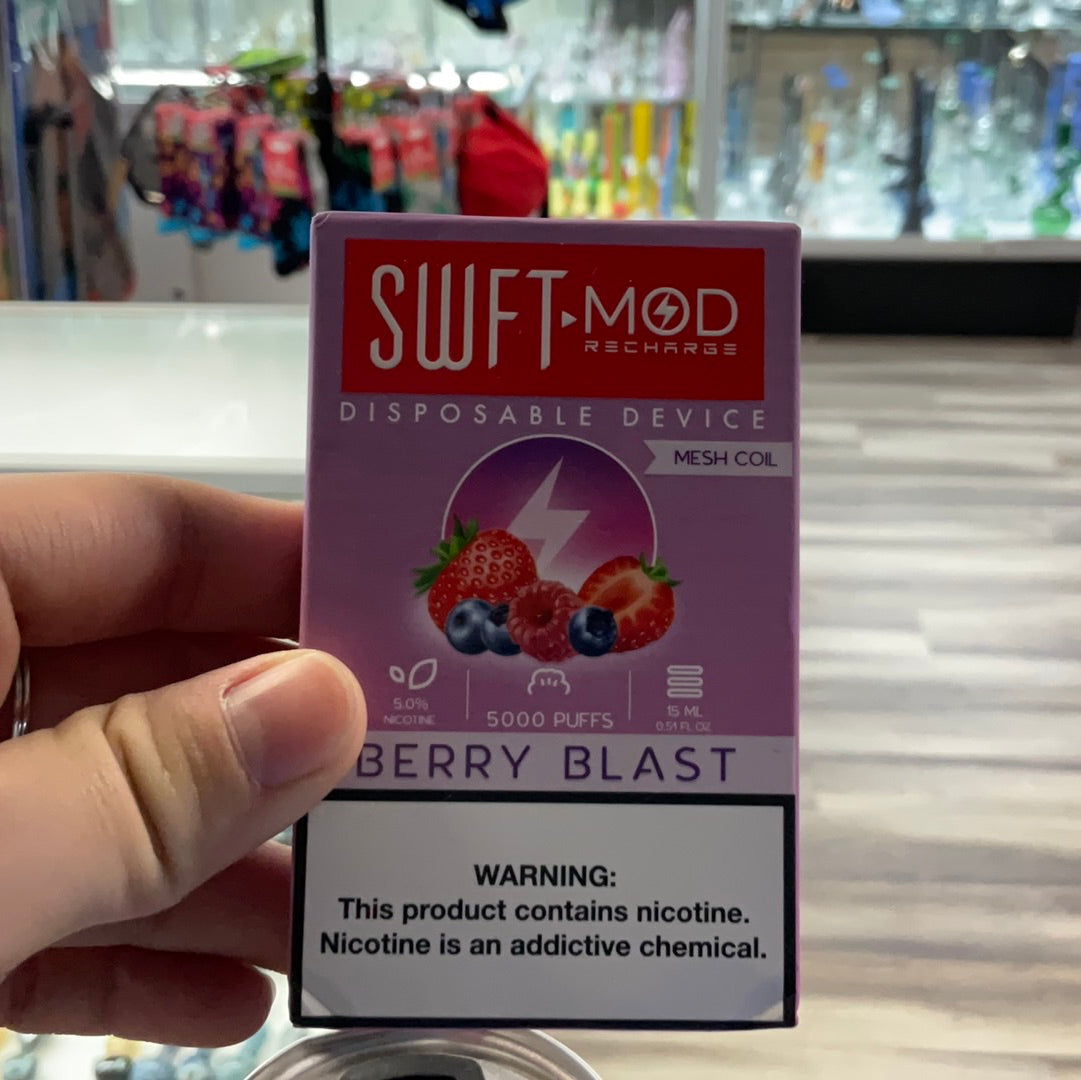 SWFT MOD
RECHARGE
DISPOSABLE DEVICE
MESH COIL
5.0%
NICOTINE
5000 PUFFS
15 ML
0.51 FL OZ
BERRY BLAST
WARNING:
This product contains nicotine.
Nicotine is an addictive chemical.